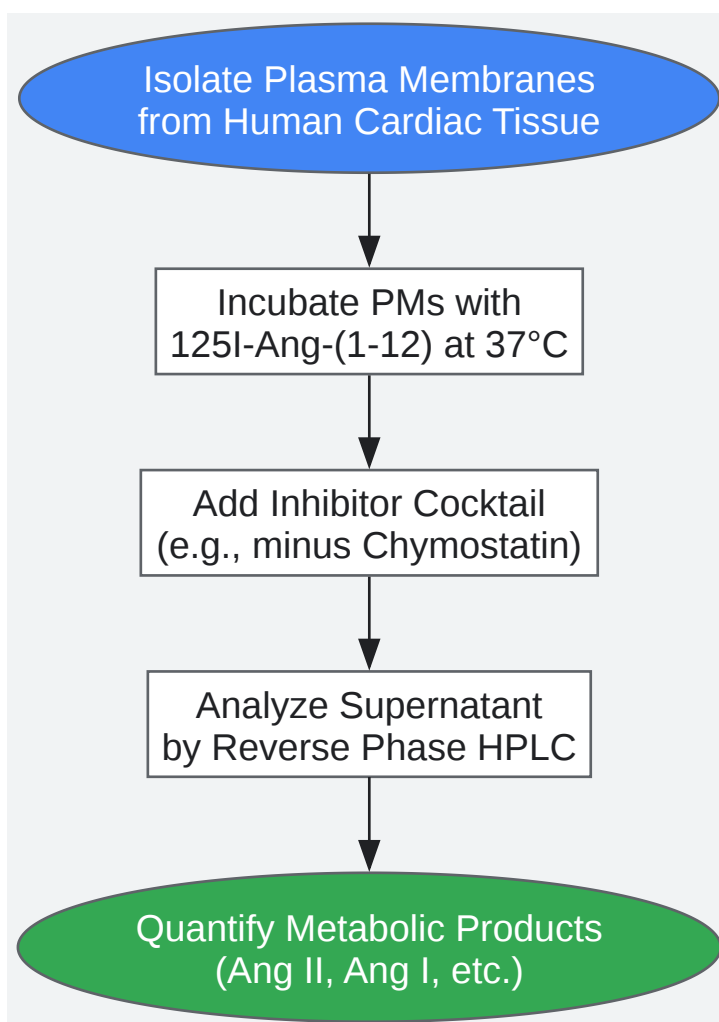 Isolate Plasma Membranes
from Human Cardiac Tissue
Incubate PMs with
125I-Ang-(1-12) at 37°C
Add Inhibitor Cocktail
(e.g., minus Chymostatin)
Analyze Supernatant
by Reverse Phase HPLC
Quantify Metabolic Products
(Ang II, Ang I, etc.)